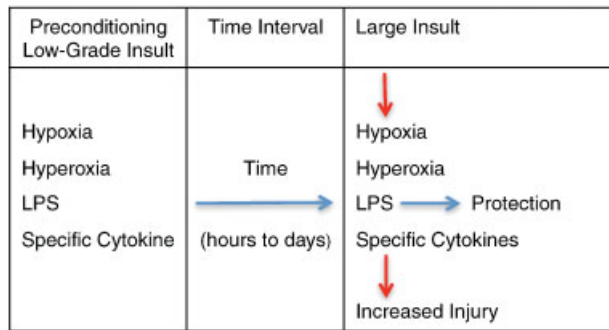 Preconditioning
Low-Grade Insult
Time Interval
Large Insult
Hypoxia
Hyperoxia
LPS
Specific Cytokine
Time
(hours to days)
Hypoxia
Hyperoxia
LPS Protection
Specific Cytokines
Increased Injury